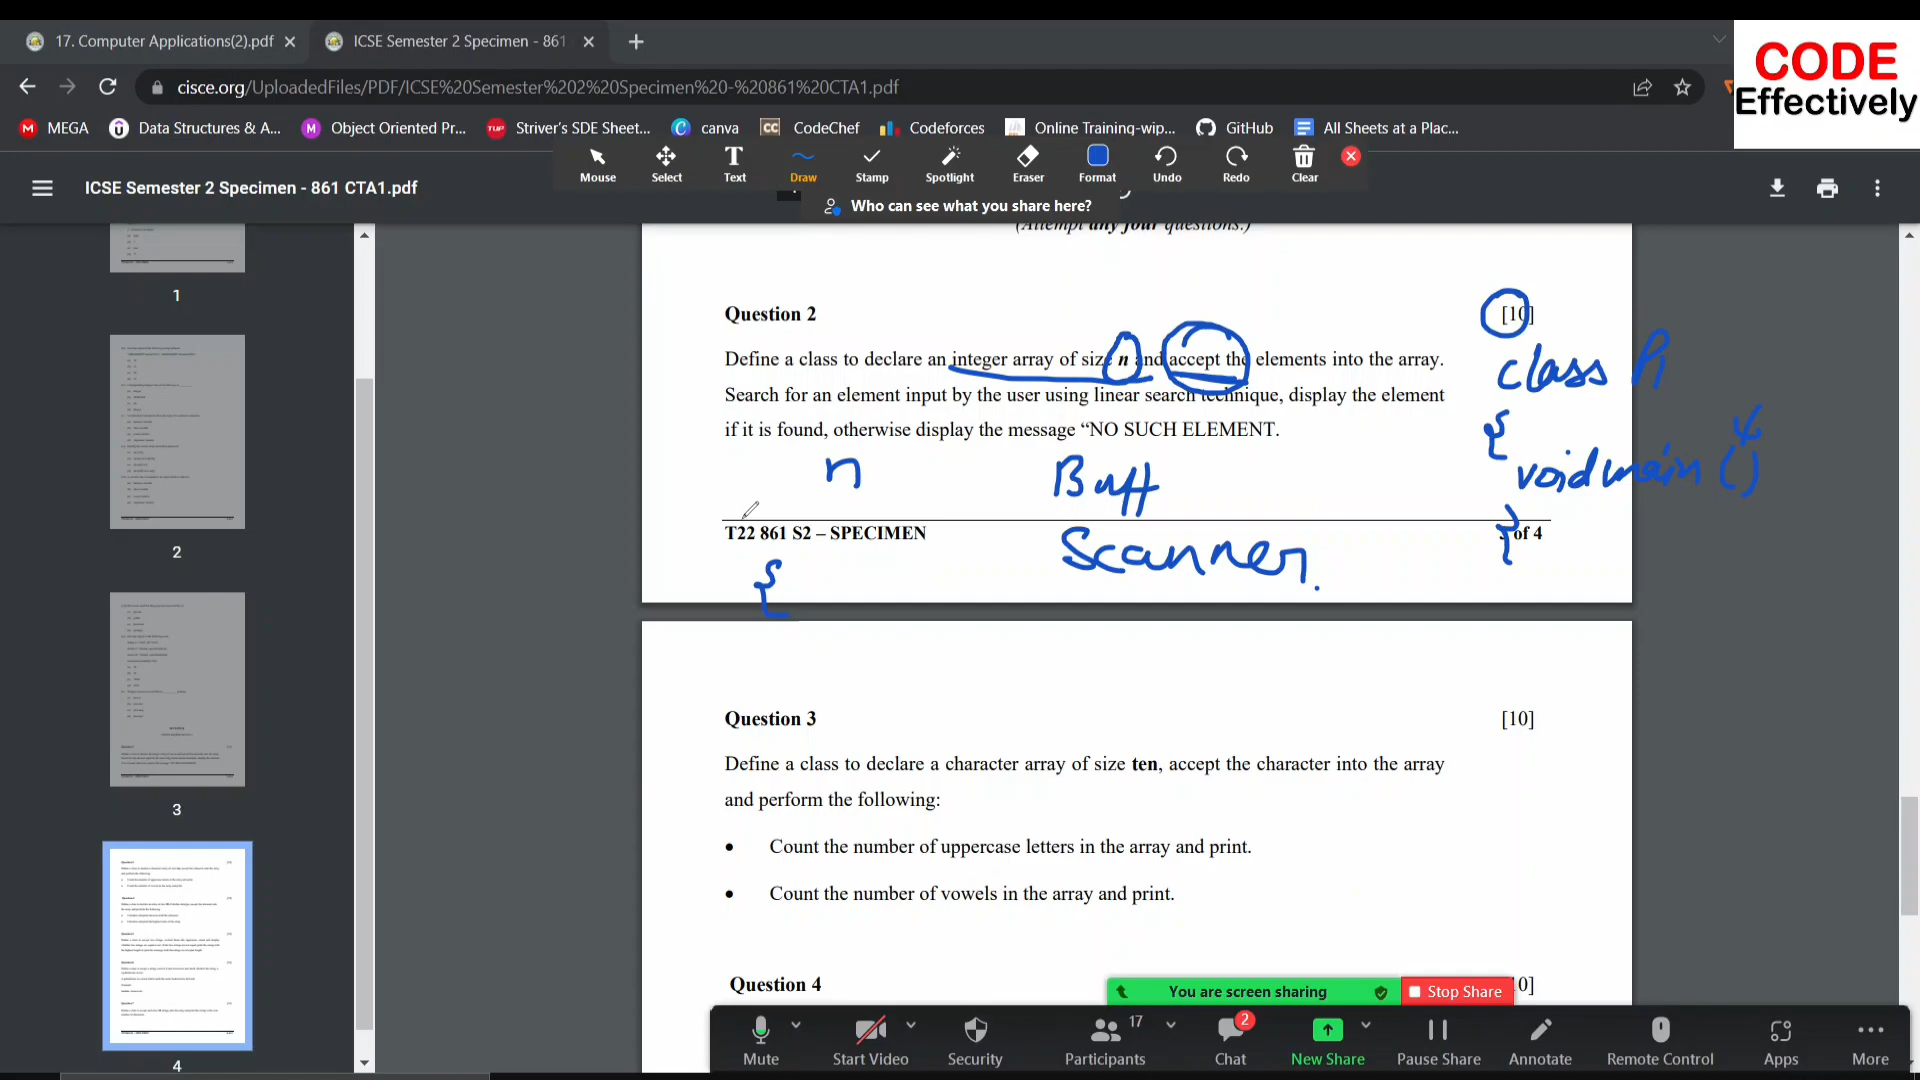 17. Computer Applications(2).pdf
ICSE Semester 2 Specimen - 861
CODE
Effectively
cisce.org/UploadedFiles/PDF/ICSE%20Semester%202%20Specimen%20-%20861%20CTA1.pdf
MEGA
Data Structures & A...
Object Oriented Pr...
TUF
Striver's SDE Sheet...
canva
CC
CodeChef
Codeforces
Online Training-wip...
GitHub
All Sheets at a Plac...
Mouse
Select
Text
Draw
Stamp
Spotlight
Eraser
Format
Undo
Redo
Clear
ICSE Semester 2 Specimen - 861 CTA1.pdf
Who can see what you share here?
(Attempt any four questions.)
Question 2
[10]
Define a class to declare an integer array of size n and accept the elements into the array.
Search for an element input by the user using linear search technique, display the element
if it is found, otherwise display the message “NO SUCH ELEMENT.
class P1
{
void main ()
}
n
Buff
Scanner.
T22 861 S2 – SPECIMEN
of 4
{
Question 3
[10]
Define a class to declare a character array of size ten, accept the character into the array
and perform the following:
• Count the number of uppercase letters in the array and print.
• Count the number of vowels in the array and print.
Question 4
You are screen sharing
Stop Share
1
2
3
4
Mute
Start Video
Security
Participants
17
Chat
2
New Share
Pause Share
Annotate
Remote Control
Apps
More